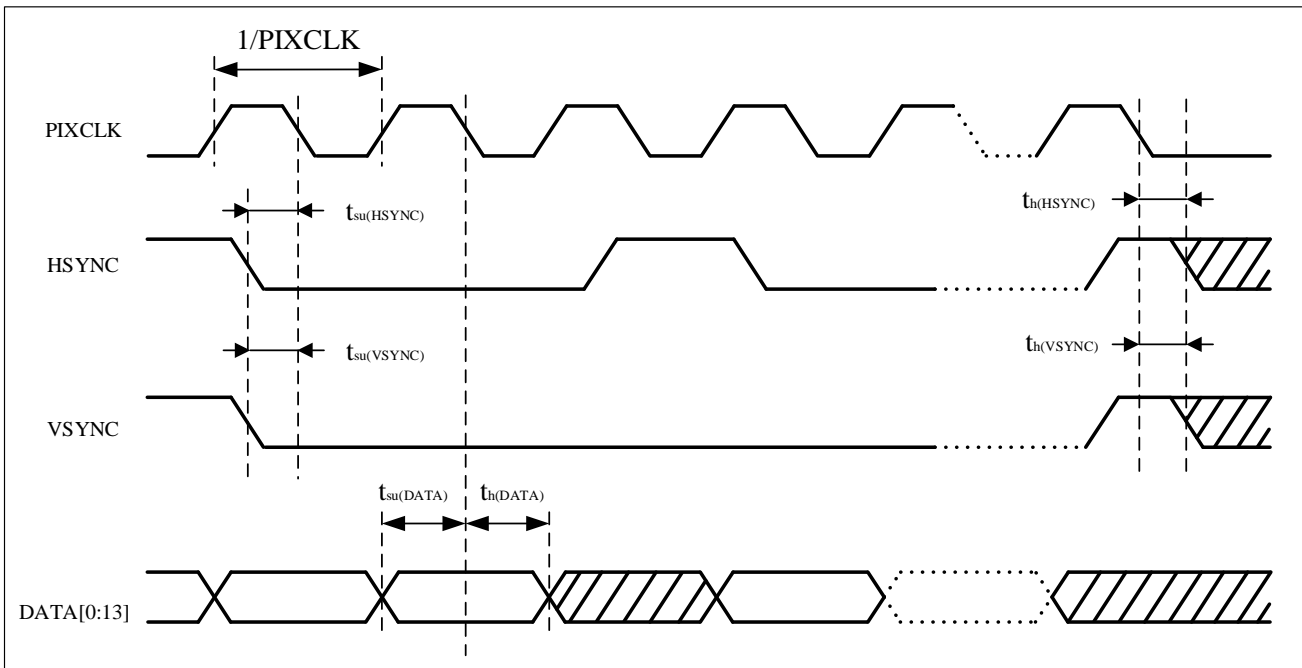 1/PIXCLK
PIXCLK
tsu(HSYNC)
th(HSYNC)
HSYNC
tsu(VSYNC)
th(VSYNC)
VSYNC
tsu(DATA)
th(DATA)
DATA[0:13]